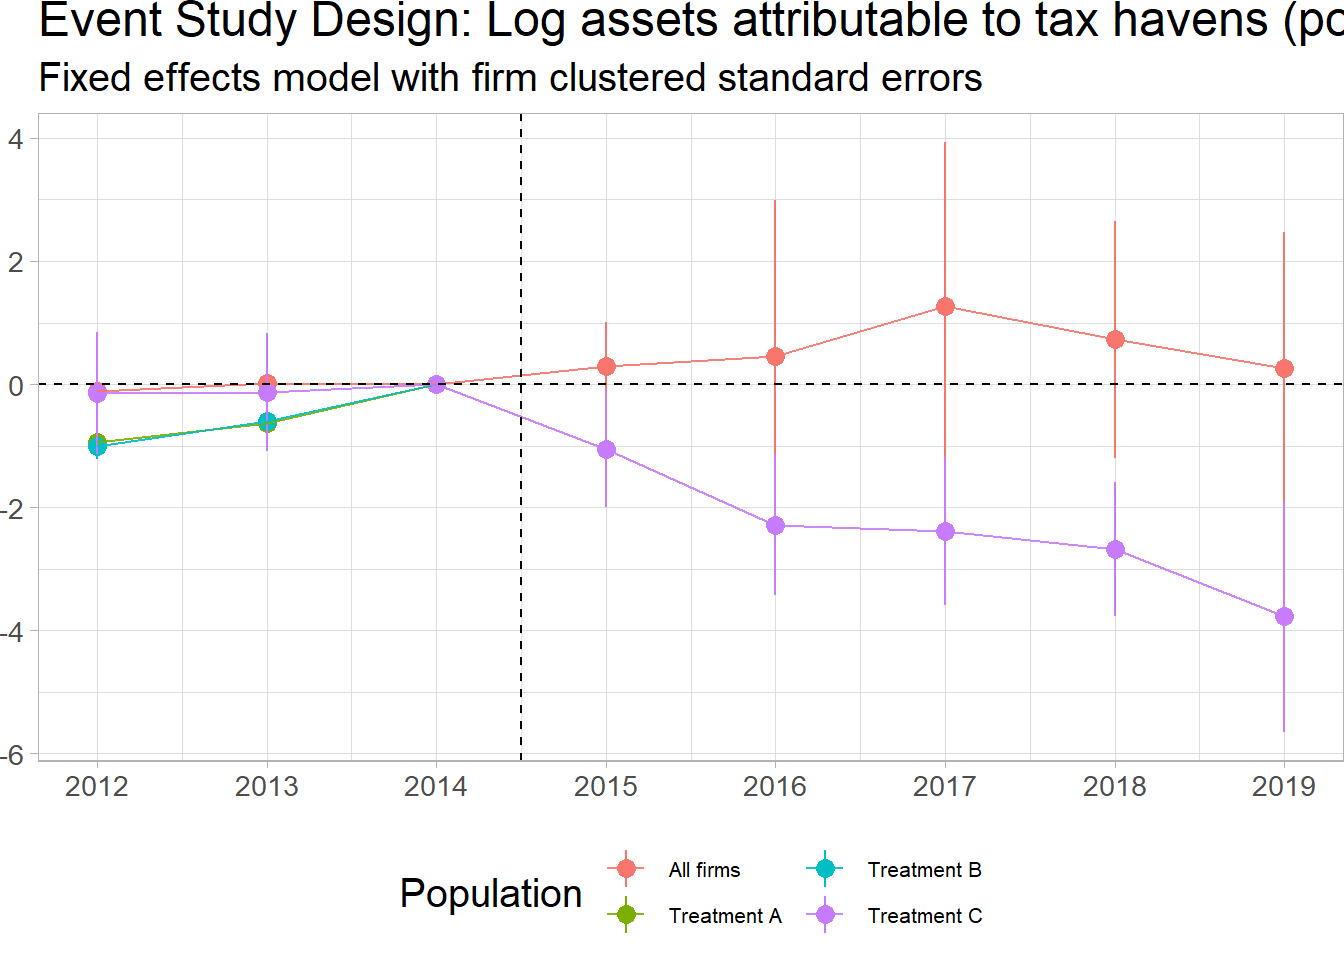 Event Study Design: Log assets attributable to tax havens (po
Fixed effects model with firm clustered standard errors
4
2
0
-2
-4
-6
2012 2013 2014 2015 2016 2017 2018 2019
Population
All firms
Treatment B
Treatment A
Treatment C